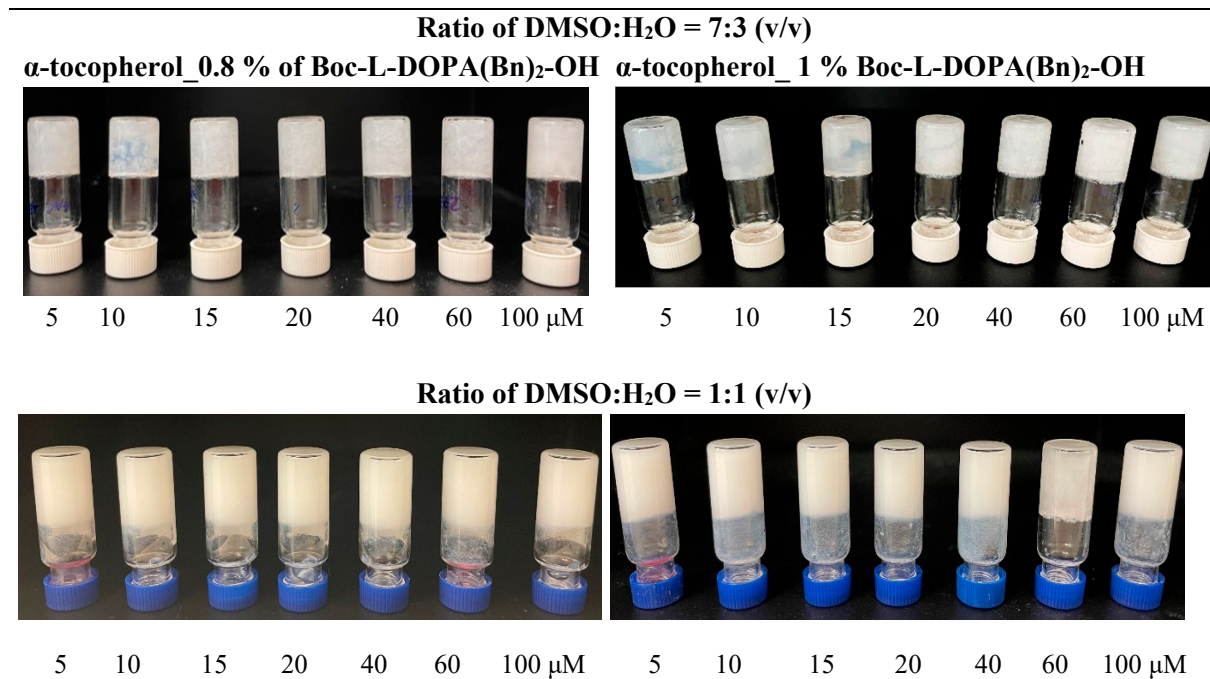 Ratio of DMSO:H₂O = 7:3 (v/v)
α-tocopherol_0.8 % of Boc-L-DOPA(Bn)₂-OH α-tocopherol_ 1 % Boc-L-DOPA(Bn)₂-OH
5 10 15 20 40 60 100 μM 5 10 15 20 40 60 100 μM
Ratio of DMSO:H₂O = 1:1 (v/v)
5 10 15 20 40 60 100 μM 5 10 15 20 40 60 100 μM